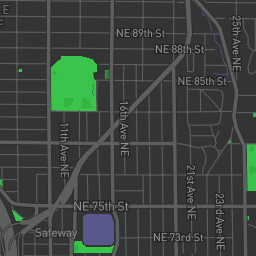 NE 89th St
NE 88th St
25th Ave NE
NE 85th St
16th Ave NE
11th Ave NE
21st Ave NE
23rd Ave NE
NE 75th St
Safeway
NE 73rd St